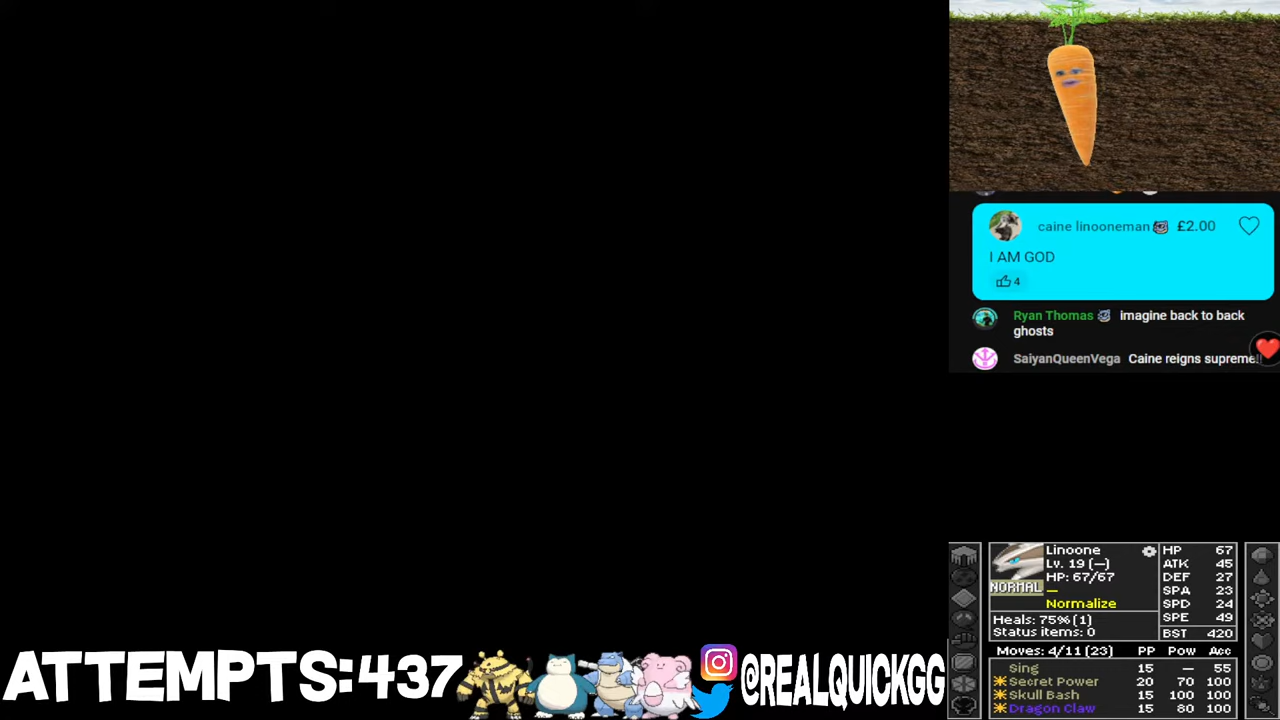 caine linooneman £2.00
I AM GOD
4
Ryan Thomas imagine back to back
ghosts
SaiyanQueenVega Caine reigns supreme!!
Linoone
Lv. 19 (—)
HP: 67/67
—
NORMAL
Normalize
HP 67
ATK 45
DEF 27
SPA 23
SPD 24
SPE 49
BST 420
Heals: 75% (1)
Status items: 0
Moves: 4/11 (23) PP Pow Acc
Sing 15 — 55
Secret Power 20 70 100
Skull Bash 15 100 100
Dragon Claw 15 80 100
ATTEMPTS:437
@REALQUICKGG